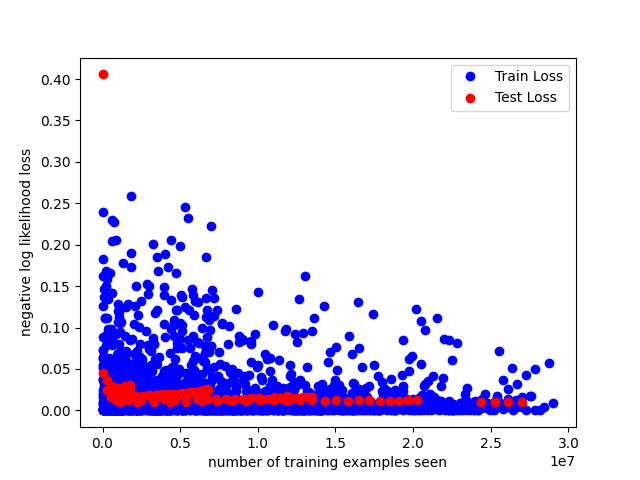 Train Loss
Test Loss
0.40
0.35
0.30
0.25
0.20
0.15
0.10
0.05
0.00
negative log likelihood loss
0.0 0.5 1.0 1.5 2.0 2.5 3.0
1e7
number of training examples seen